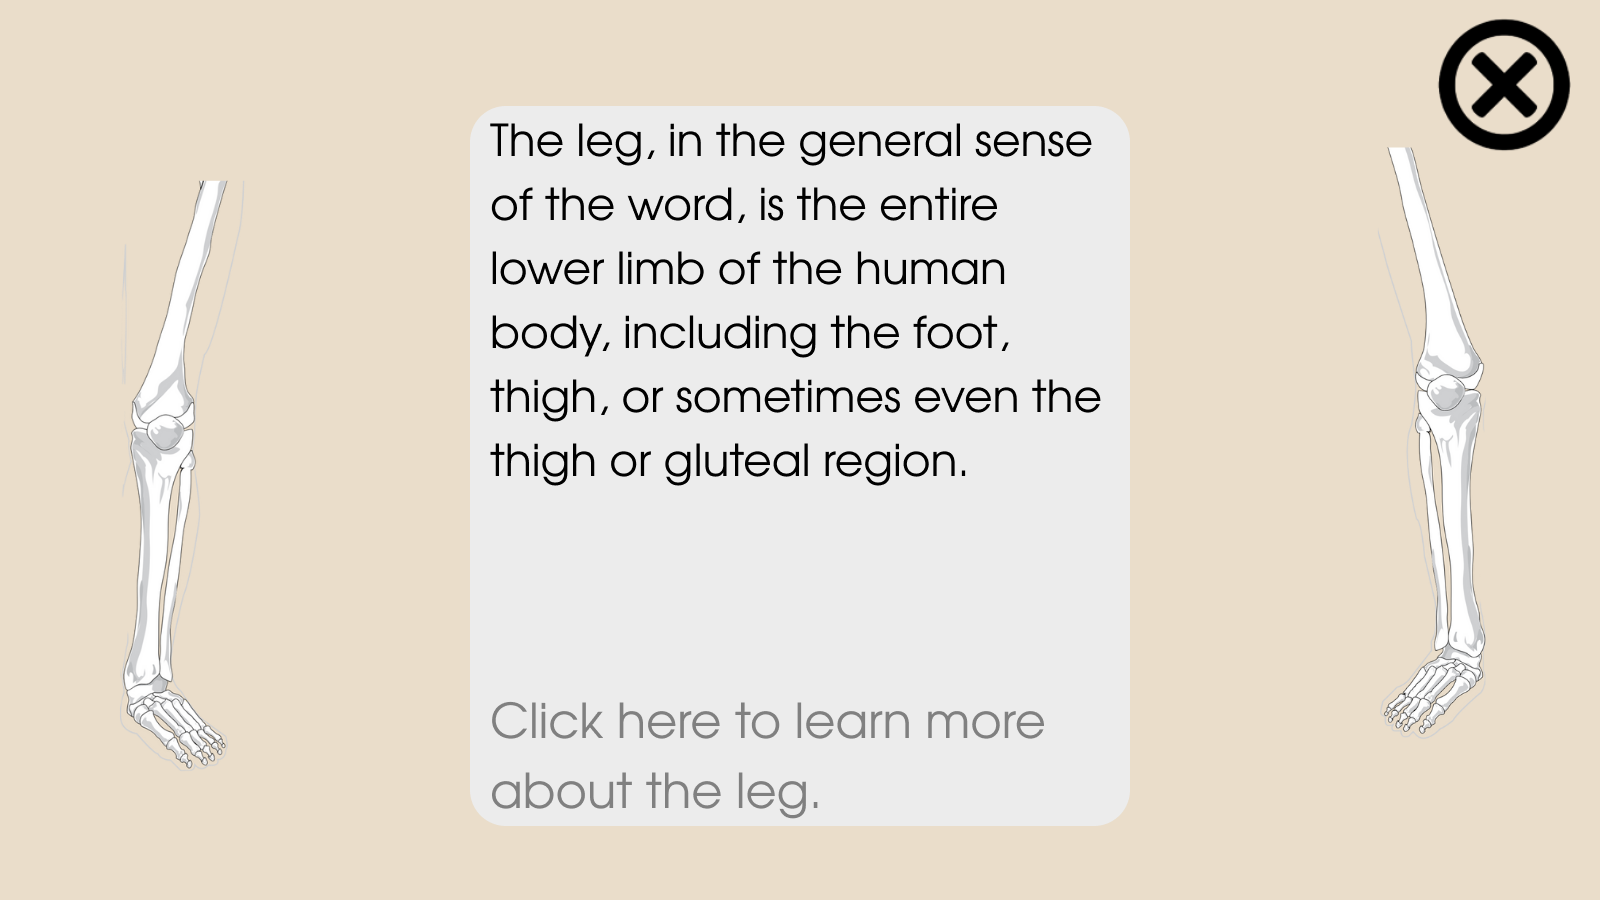 The leg, in the general sense
of the word, is the entire
lower limb of the human
body, including the foot,
thigh, or sometimes even the
thigh or gluteal region.
Click here to learn more
about the leg.